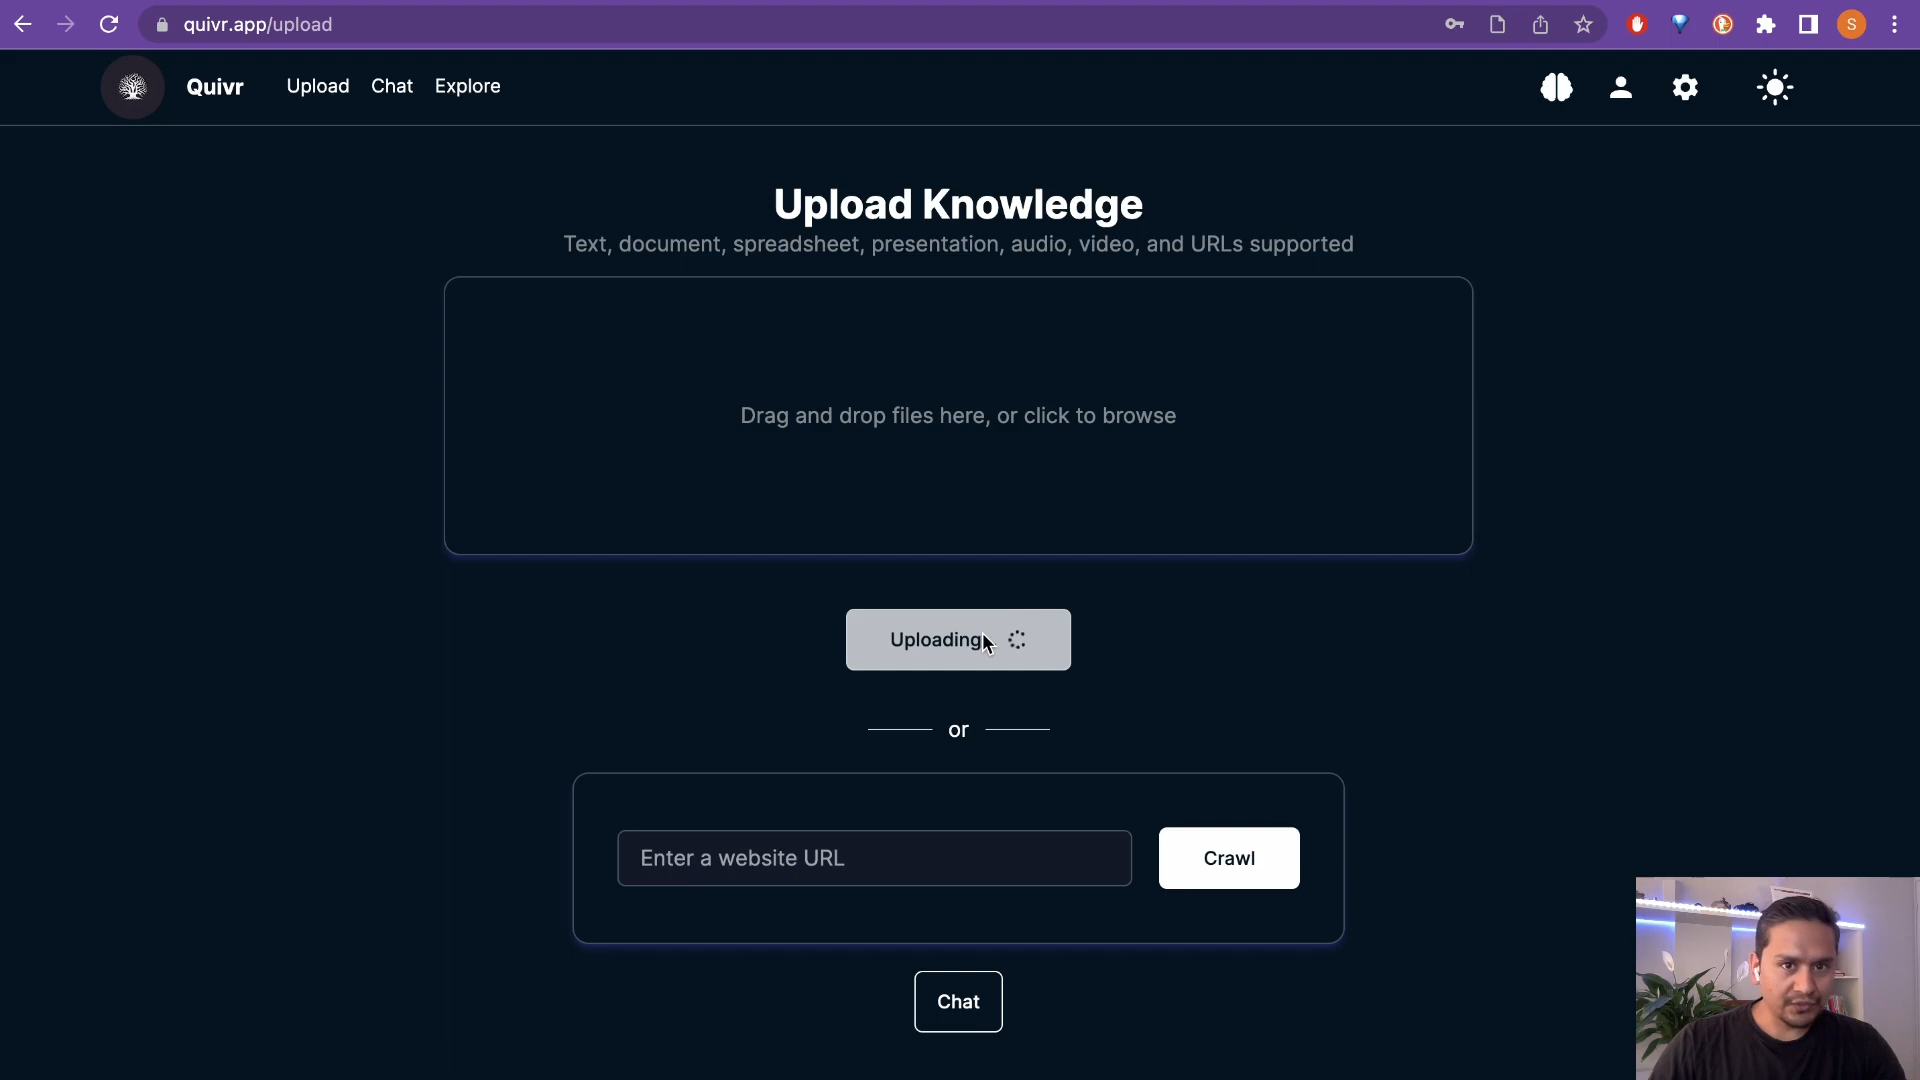 quivr.app/upload
S
Quivr
Upload
Chat
Explore
Upload Knowledge
Text, document, spreadsheet, presentation, audio, video, and URLs supported
Drag and drop files here, or click to browse
Uploading
or
Enter a website URL
Crawl
Chat